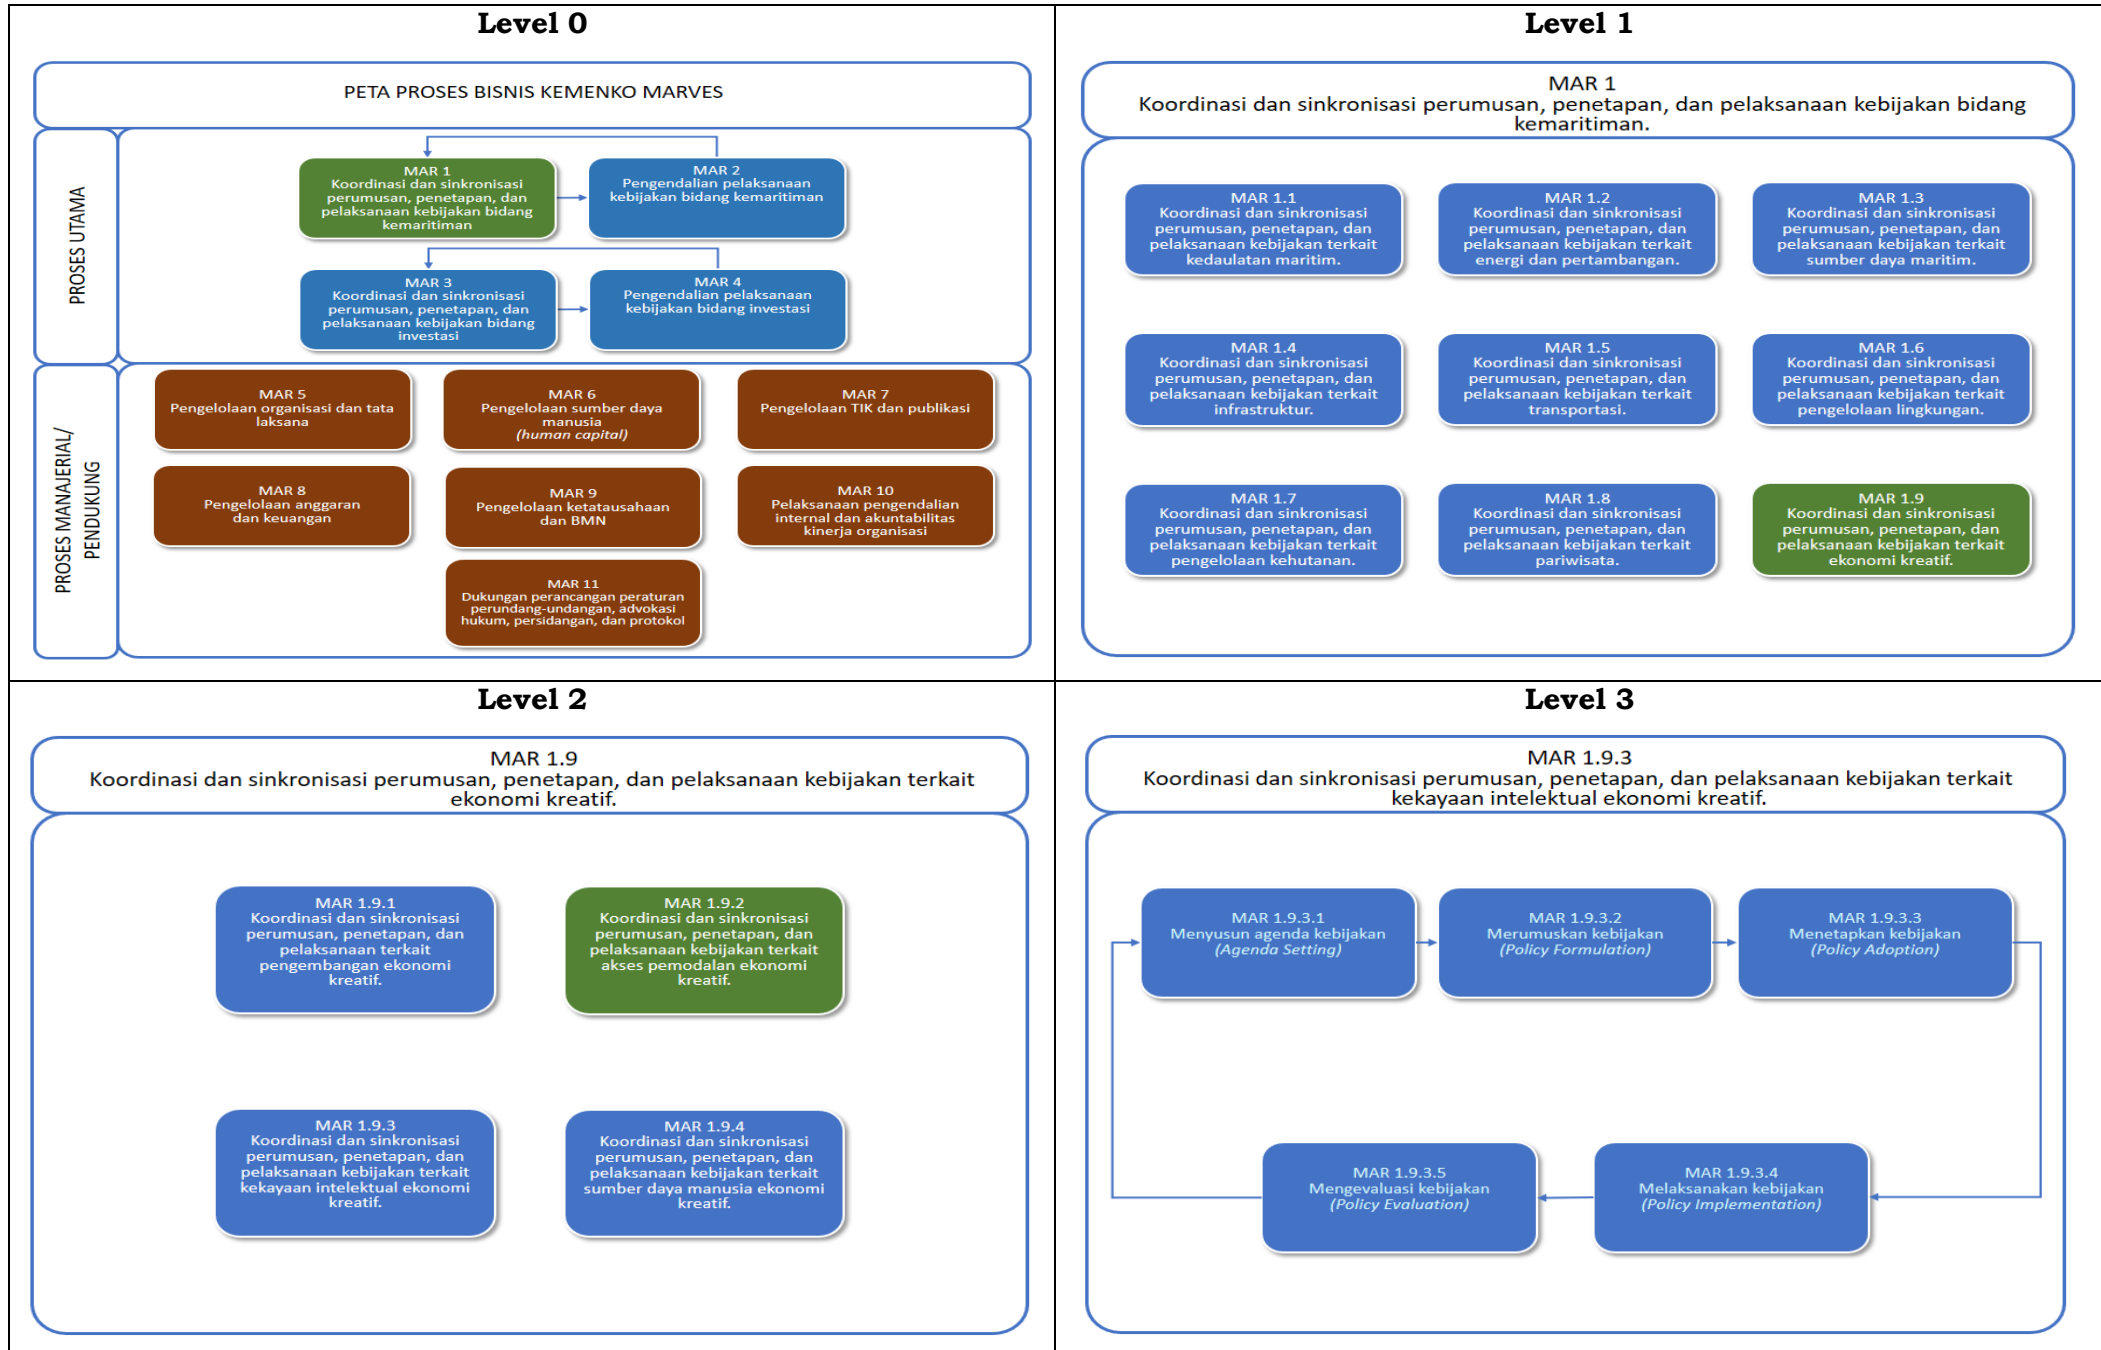 Level 0
PETA PROSES BISNIS KEMENKO MARVES
PROSES UTAMA
MAR 1
Koordinasi dan sinkronisasi
perumusan, penetapan, dan
pelaksanaan kebijakan bidang
kemaritiman
MAR 2
Pengendalian pelaksanaan
kebijakan bidang kemaritiman
MAR 3
Koordinasi dan sinkronisasi
perumusan, penetapan, dan
pelaksanaan kebijakan bidang
investasi
MAR 4
Pengendalian pelaksanaan
kebijakan bidang investasi
PROSES MANAJERIAL/
PENDUKUNG
MAR 5
Pengelolaan organisasi dan tata
laksana
MAR 6
Pengelolaan sumber daya
manusia
(human capital)
MAR 7
Pengelolaan TIK dan publikasi
MAR 8
Pengelolaan anggaran
dan keuangan
MAR 9
Pengelolaan ketatausahaan
dan BMN
MAR 10
Pelaksanaan pengendalian
internal dan akuntabilitas
kinerja organisasi
MAR 11
Dukungan perancangan peraturan
perundang-undangan, advokasi
hukum, persidangan, dan protokol
Level 1
MAR 1
Koordinasi dan sinkronisasi perumusan, penetapan, dan pelaksanaan kebijakan bidang
kemaritiman.
MAR 1.1
Koordinasi dan sinkronisasi
perumusan, penetapan, dan
pelaksanaan kebijakan terkait
kedaulatan maritim.
MAR 1.2
Koordinasi dan sinkronisasi
perumusan, penetapan, dan
pelaksanaan kebijakan terkait
energi dan pertambangan.
MAR 1.3
Koordinasi dan sinkronisasi
perumusan, penetapan, dan
pelaksanaan kebijakan terkait
sumber daya maritim.
MAR 1.4
Koordinasi dan sinkronisasi
perumusan, penetapan, dan
pelaksanaan kebijakan terkait
infrastruktur.
MAR 1.5
Koordinasi dan sinkronisasi
perumusan, penetapan, dan
pelaksanaan kebijakan terkait
transportasi.
MAR 1.6
Koordinasi dan sinkronisasi
perumusan, penetapan, dan
pelaksanaan kebijakan terkait
pengelolaan lingkungan.
MAR 1.7
Koordinasi dan sinkronisasi
perumusan, penetapan, dan
pelaksanaan kebijakan terkait
pengelolaan kehutanan.
MAR 1.8
Koordinasi dan sinkronisasi
perumusan, penetapan, dan
pelaksanaan kebijakan terkait
pariwisata.
MAR 1.9
Koordinasi dan sinkronisasi
perumusan, penetapan, dan
pelaksanaan kebijakan terkait
ekonomi kreatif.
Level 2
MAR 1.9
Koordinasi dan sinkronisasi perumusan, penetapan, dan pelaksanaan kebijakan terkait
ekonomi kreatif.
MAR 1.9.1
Koordinasi dan sinkronisasi
perumusan, penetapan, dan
pelaksanaan terkait
pengembangan ekonomi
kreatif.
MAR 1.9.2
Koordinasi dan sinkronisasi
perumusan, penetapan, dan
pelaksanaan kebijakan terkait
akses pemodalan ekonomi
kreatif.
MAR 1.9.3
Koordinasi dan sinkronisasi
perumusan, penetapan, dan
pelaksanaan kebijakan terkait
kekayaan intelektual ekonomi
kreatif.
MAR 1.9.4
Koordinasi dan sinkronisasi
perumusan, penetapan, dan
pelaksanaan kebijakan terkait
sumber daya manusia ekonomi
kreatif.
Level 3
MAR 1.9.3
Koordinasi dan sinkronisasi perumusan, penetapan, dan pelaksanaan kebijakan terkait
kekayaan intelektual ekonomi kreatif.
MAR 1.9.3.1
Menyusun agenda kebijakan
(Agenda Setting)
MAR 1.9.3.2
Merumuskan kebijakan
(Policy Formulation)
MAR 1.9.3.3
Menetapkan kebijakan
(Policy Adoption)
MAR 1.9.3.5
Mengevaluasi kebijakan
(Policy Evaluation)
MAR 1.9.3.4
Melaksanakan kebijakan
(Policy Implementation)